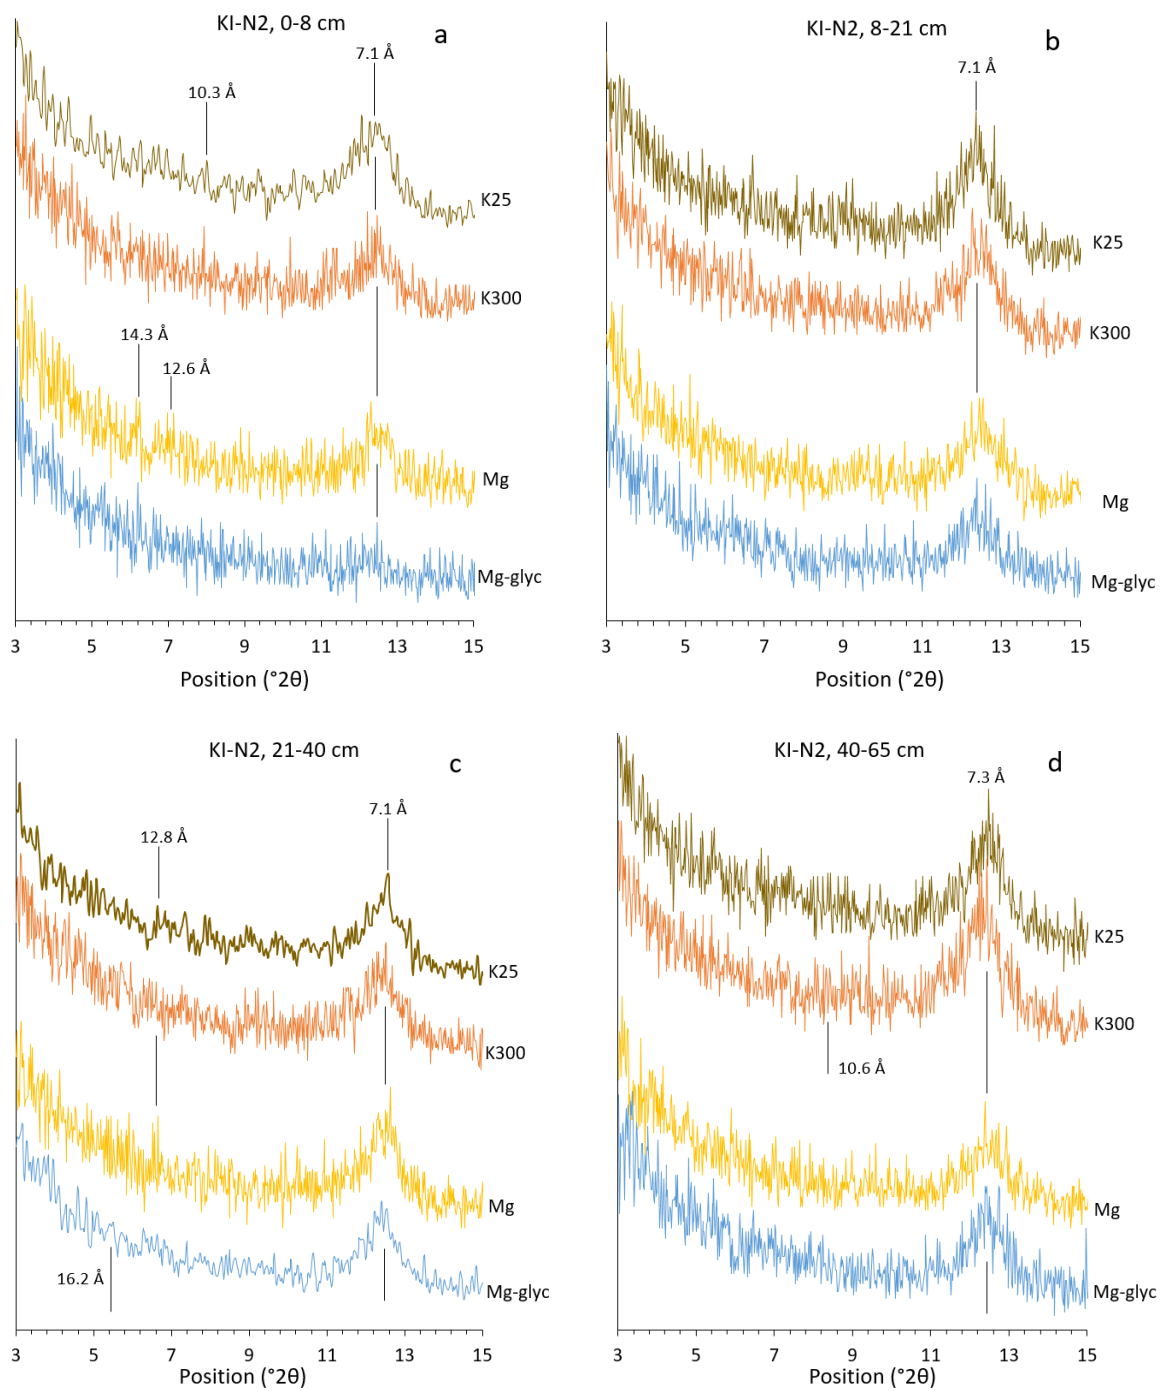 KI-N2, 0-8 cm
a
7.1 Å
10.3 Å
K25
K300
14.3 Å
12.6 Å
Mg
Mg-glyc
3 5 7 9 11 13 15
Position (°2θ)
KI-N2, 8-21 cm
b
7.1 Å
K25
K300
Mg
Mg-glyc
3 5 7 9 11 13 15
Position (°2θ)
KI-N2, 21-40 cm
c
7.1 Å
12.8 Å
K25
K300
Mg
16.2 Å
Mg-glyc
3 5 7 9 11 13 15
Position (°2θ)
KI-N2, 40-65 cm
d
7.3 Å
K25
K300
10.6 Å
Mg
Mg-glyc
3 5 7 9 11 13 15
Position (°2θ)